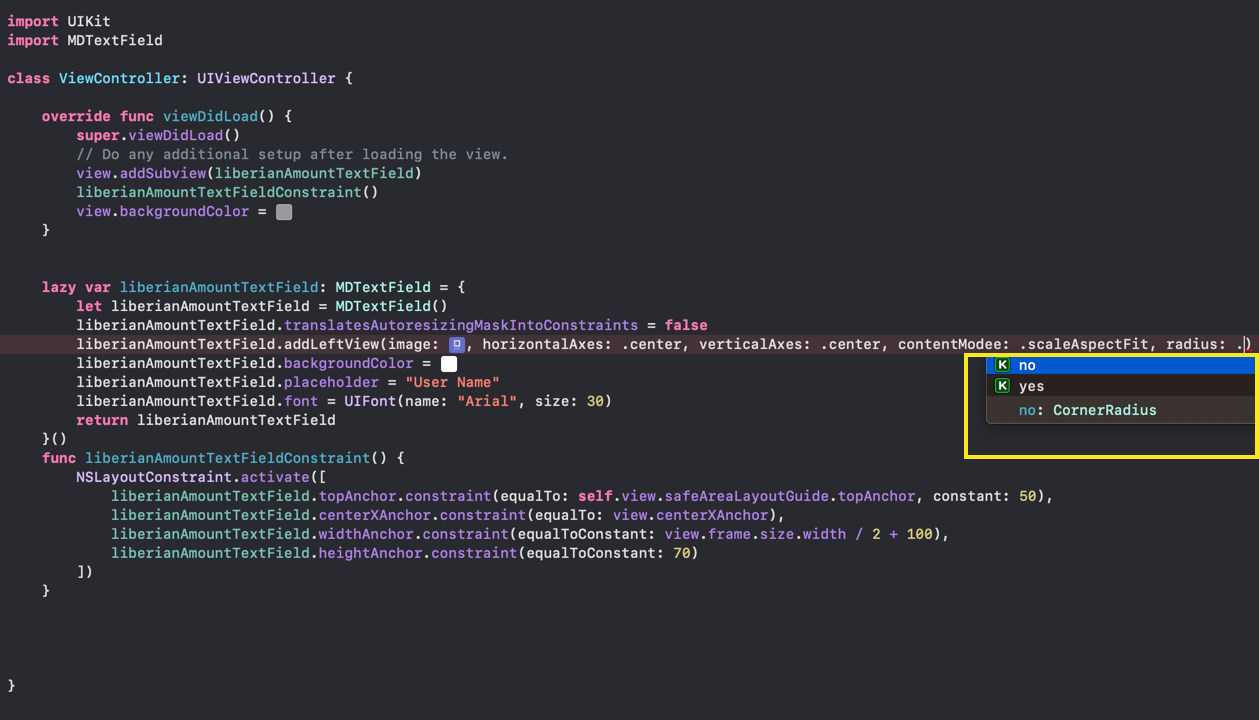 import UIKit
import MDTextField
class ViewController: UIViewController {
override func viewDidLoad() {
super.viewDidLoad()
// Do any additional setup after loading the view.
view.addSubview(liberianAmountTextField)
liberianAmountTextFieldConstraint()
view.backgroundColor =
}
lazy var liberianAmountTextField: MDTextField = {
let liberianAmountTextField = MDTextField()
liberianAmountTextField.translatesAutoresizingMaskIntoConstraints = false
liberianAmountTextField.addLeftView(image: , horizontalAxes: .center, verticalAxes: .center, contentModee: .scaleAspectFit, radius: .)
liberianAmountTextField.backgroundColor =
K no
liberianAmountTextField.placeholder = "User Name"
K yes
liberianAmountTextField.font = UIFont(name: "Arial", size: 30)
no: CornerRadius
return liberianAmountTextField
}()
func liberianAmountTextFieldConstraint() {
NSLayoutConstraint.activate([
liberianAmountTextField.topAnchor.constraint(equalTo: self.view.safeAreaLayoutGuide.topAnchor, constant: 50),
liberianAmountTextField.centerXAnchor.constraint(equalTo: view.centerXAnchor),
liberianAmountTextField.widthAnchor.constraint(equalToConstant: view.frame.size.width / 2 + 100),
liberianAmountTextField.heightAnchor.constraint(equalToConstant: 70)
])
}
}